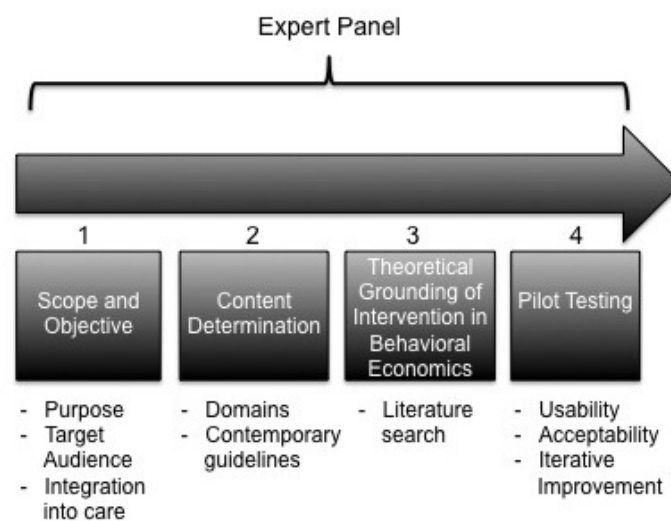 Expert Panel
1
2
3
4
Scope and
Objective
Content
Determination
Theoretical
Grounding of
Intervention in
Behavioral
Economics
Pilot Testing
- Purpose
- Target
Audience
- Integration
into care
- Domains
- Contemporary
guidelines
- Literature
search
- Usability
- Acceptability
- Iterative
Improvement